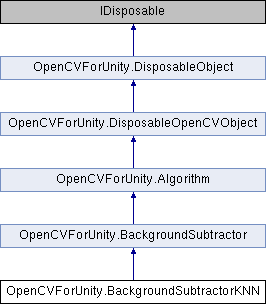 IDisposable
OpenCVForUnity.DisposableObject
OpenCVForUnity.DisposableOpenCVObject
OpenCVForUnity.Algorithm
OpenCVForUnity.BackgroundSubtractor
OpenCVForUnity.BackgroundSubtractorKNN